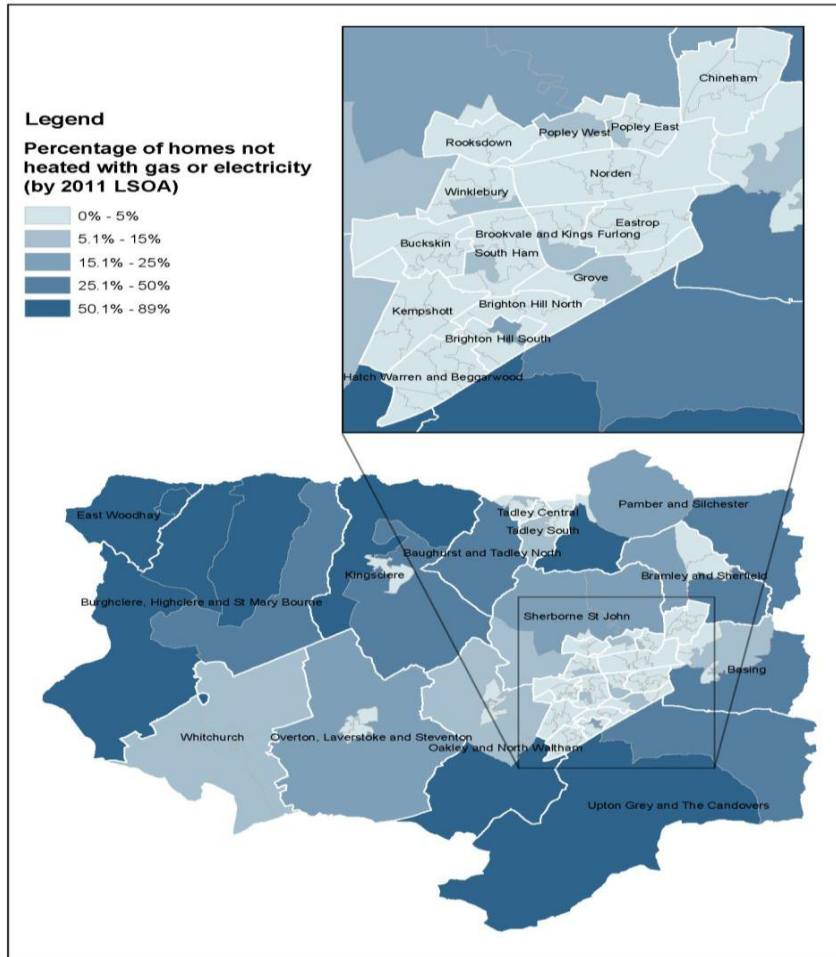 Legend
Percentage of homes not
heated with gas or electricity
(by 2011 LSOA)
0% - 5%
5.1% - 15%
15.1% - 25%
25.1% - 50%
50.1% - 89%
Chineham
Rooksdown
Popley West
Popley East
Winklebury
Norden
Buckskin
Brookvale and Kings Furlong
Eastrop
South Ham
Grove
Kempshott
Brighton Hill North
Brighton Hill South
Hatch Warren and Beggarwood
East Woodhay
Tadley Central
Tadley South
Pamber and Silchester
Baughurst and Tadley North
Kingsclere
Bramley and Sherfield
Burghclere, Highclere and St Mary Bourne
Sherborne St John
Basing
Whitchurch
Overton, Laverstoke and Steventon
Oakley and North Waltham
Upton Grey and The Candovers